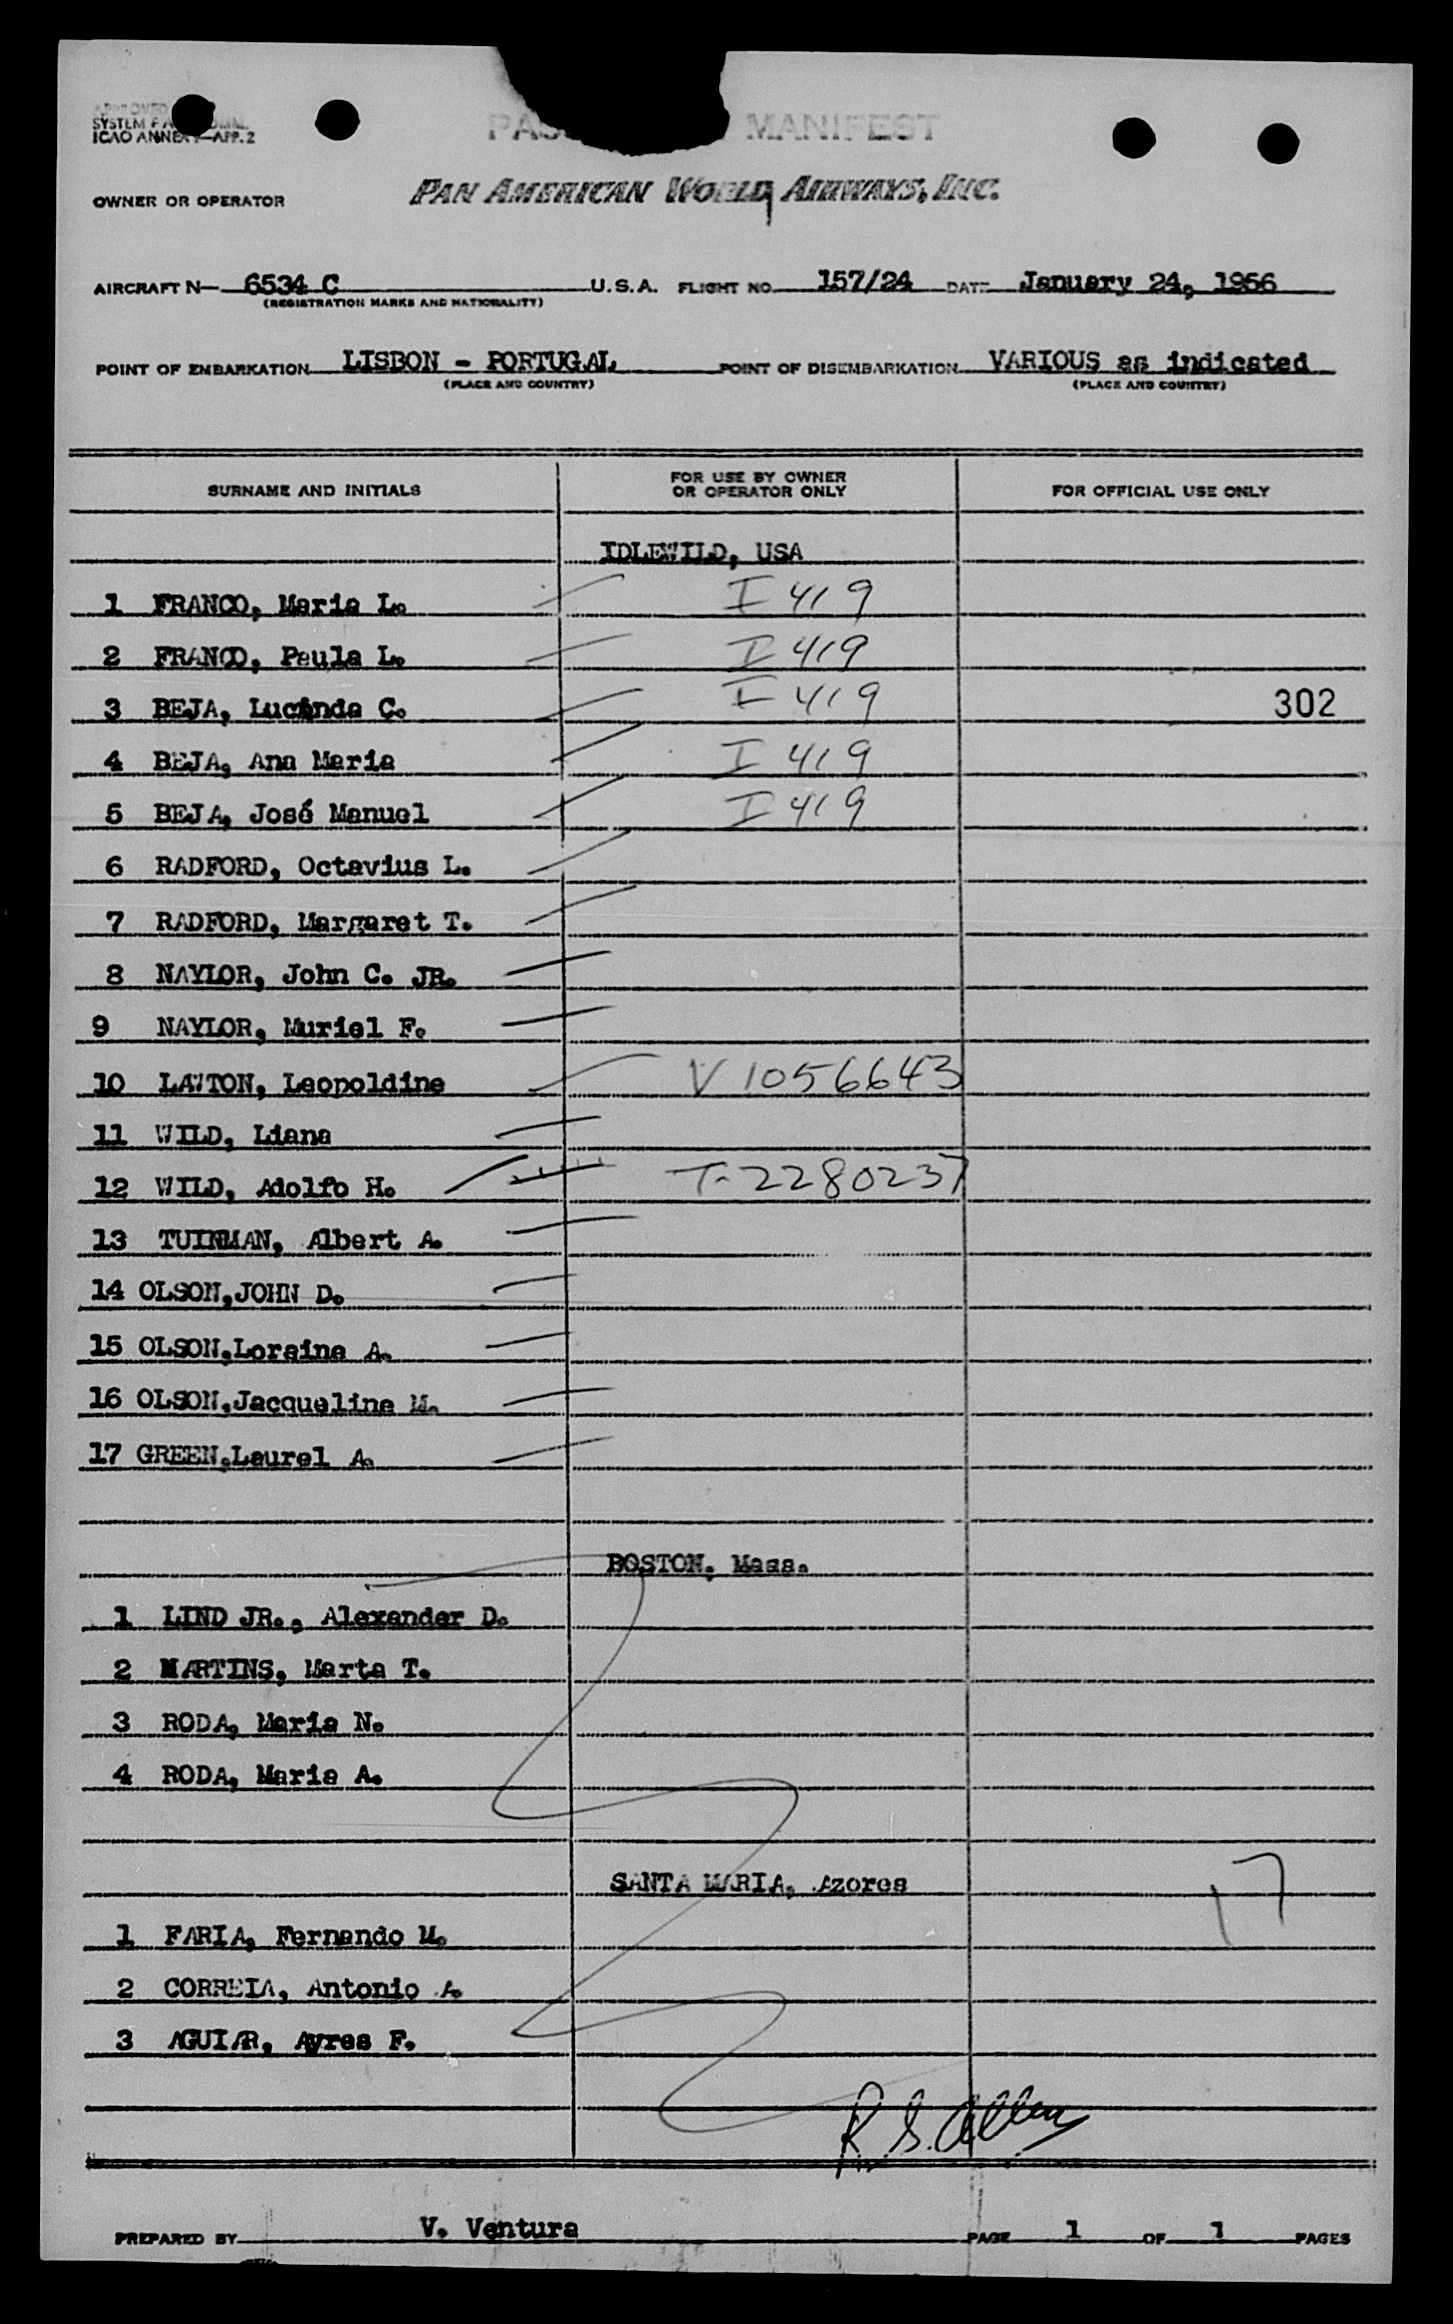 SYSTEM
ICAO ANNEX -APP. 2
MANIFEST
OWNER OR OPERATOR PAN AMERICAN WORLD AIRWAYS, INC.
AIRCRAFT N- 6534 C U.S.A. FLIGHT NO. 157/24 DATE January 24, 1956
(REGISTRATION MARKS AND NATIONALITY)
POINT OF EMBARKATION LISBON - PORTUGAL POINT OF DISEMBARKATION VARIOUS as indicated
(PLACE AND COUNTRY) (PLACE AND COUNTRY)
SURNAME AND INITIALS FOR USE BY OWNER OR OPERATOR ONLY FOR OFFICIAL USE ONLY
IDLEWILD, USA
1 FRANCO, Maria L. I 419
2 FRANCO, Paula L. I 419
3 BEJA, Lucinda C. I 419 302
4 BEJA, Ana Maria I 419
5 BEJA, José Manuel I 419
6 RADFORD, Octavius L.
7 RADFORD, Margaret T.
8 NAYLOR, John C. JR.
9 NAYLOR, Muriel F.
10 LAWTON, Leopoldine V 1056643
11 WILD, Liana
12 WILD, Adolfo H. T-2280237
13 TUINMAN, Albert A.
14 OLSON,JOHN D.
15 OLSON,Loraine A.
16 OLSON,Jacqueline M.
17 GREEN,Laurel A.
BOSTON, Mass.
1 LIND JR., Alexander D.
2 MARTINS, Marta T.
3 RODA, Maria N.
4 RODA, Maria A.
SANTA MARIA, Azores 17
1 FARIA, Fernando M.
2 CORREIA, Antonio A.
3 AGUIAR, Ayres F.
R. S. Allen
PREPARED BY V. Ventura PAGE 1 OF 1 PAGES